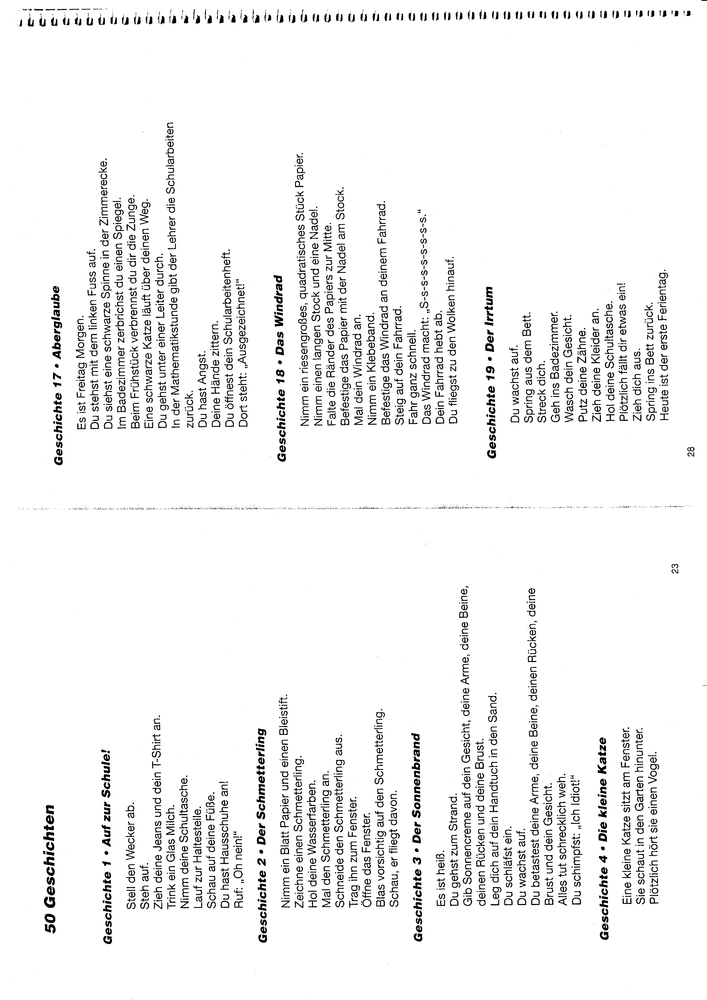 50 Geschichten
Geschichte 1 • Auf zur Schule!
Stell den Wecker ab.
Steh auf.
Zieh deine Jeans und dein T-Shirt an.
Trink ein Glas Milch.
Nimm deine Schultasche.
Lauf zur Haltestelle.
Schau auf deine Füße.
Du hast Hausschuhe an!
Ruf: „Oh nein!“
Geschichte 2 • Der Schmetterling
Nimm ein Blatt Papier und einen Bleistift.
Zeichne einen Schmetterling.
Hol deine Wasserfarben.
Mal den Schmetterling an.
Schneide den Schmetterling aus.
Trag ihn zum Fenster.
Öffne das Fenster.
Blas vorsichtig auf den Schmetterling.
Schau, er fliegt davon.
Geschichte 3 • Der Sonnenbrand
Es ist heiß.
Du gehst zum Strand.
Gib Sonnencreme auf dein Gesicht, deine Arme, deine Beine,
deinen Rücken und deine Brust.
Leg dich auf dein Handtuch in den Sand.
Du schläfst ein.
Du wachst auf.
Du betastest deine Arme, deine Beine, deinen Rücken, deine
Brust und dein Gesicht.
Alles tut schrecklich weh.
Du schimpfst: „Ich Idiot!“
Geschichte 4 • Die kleine Katze
Eine kleine Katze sitzt am Fenster.
Sie schaut in den Garten hinunter.
Plötzlich hört sie einen Vogel.
23
Geschichte 17 • Aberglaube
Es ist Freitag Morgen.
Du stehst mit dem linken Fuss auf.
Du siehst eine schwarze Spinne in der Zimmerecke.
Im Badezimmer zerbrichst du einen Spiegel.
Beim Frühstück verbrennst du dir die Zunge.
Eine schwarze Katze läuft über deinen Weg.
Du gehst unter einer Leiter durch.
In der Mathematikstunde gibt der Lehrer die Schularbeiten
zurück.
Du hast Angst.
Deine Hände zittern.
Du öffnest dein Schularbeitenheft.
Dort steht: „Ausgezeichnet!“
Geschichte 18 • Das Windrad
Nimm ein riesengroßes, quadratisches Stück Papier.
Nimm einen langen Stock und eine Nadel.
Falte die Ränder des Papiers zur Mitte.
Befestige das Papier mit der Nadel am Stock.
Mal dein Windrad an.
Nimm ein Klebeband.
Befestige das Windrad an deinem Fahrrad.
Steig auf dein Fahrrad.
Fahr ganz schnell.
Das Windrad macht: „S-s-s-s-s-s-s-s-s.“
Dein Fahrrad hebt ab.
Du fliegst zu den Wolken hinauf.
Geschichte 19 • Der Irrtum
Du wachst auf.
Spring aus dem Bett.
Streck dich.
Geh ins Badezimmer.
Wasch dein Gesicht.
Putz deine Zähne.
Zieh deine Kleider an.
Hol deine Schultasche.
Plötzlich fällt dir etwas ein!
Zieh dich aus.
Spring ins Bett zurück.
Heute ist der erste Ferientag.
28